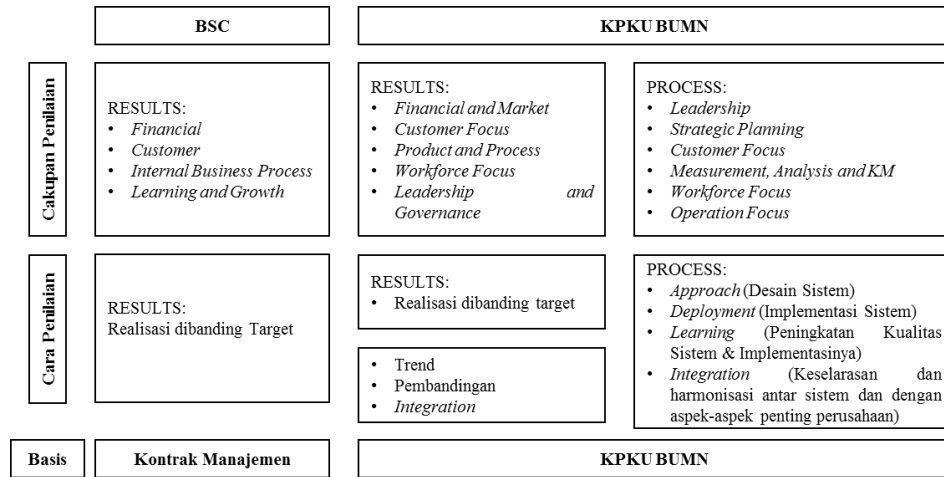 BSC
KPKU BUMN
Cakupan Penilaian
RESULTS:
• Financial
• Customer
• Internal Business Process
• Learning and Growth
RESULTS:
• Financial and Market
• Customer Focus
• Product and Process
• Workforce Focus
• Leadership and
Governance
PROCESS:
• Leadership
• Strategic Planning
• Customer Focus
• Measurement, Analysis and KM
• Workforce Focus
• Operation Focus
Cara Penilaian
RESULTS:
Realisasi dibanding Target
RESULTS:
• Realisasi dibanding target
• Trend
• Pembandingan
• Integration
PROCESS:
• Approach (Desain Sistem)
• Deployment (Implementasi Sistem)
• Learning (Peningkatan Kualitas
Sistem & Implementasinya)
• Integration (Keselarasan dan
harmonisasi antar sistem dan dengan
aspek-aspek penting perusahaan)
Basis
Kontrak Manajemen
KPKU BUMN